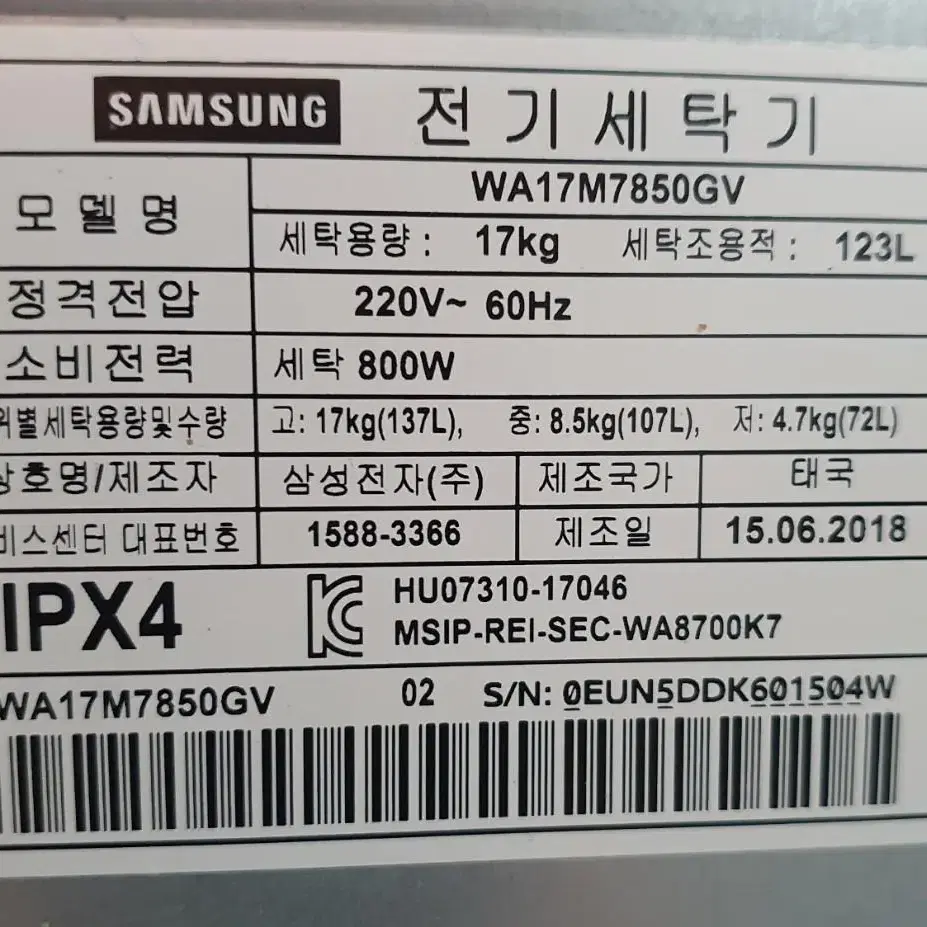 SAMSUNG 전기세탁기
모델명 WA17M7850GV
세탁용량 : 17kg 세탁조용적 : 123L
정격전압 220V~ 60Hz
소비전력 세탁 800W
위별세탁용량및수량 고: 17kg(137L), 중: 8.5kg(107L), 저: 4.7kg(72L)
상호명/제조자 삼성전자(주) 제조국가 태국
비스센터 대표번호 1588-3366 제조일 15.06.2018
IPX4 HU07310-17046
MSIP-REI-SEC-WA8700K7
WA17M7850GV 02 S/N: 0EUN5DDK601504W